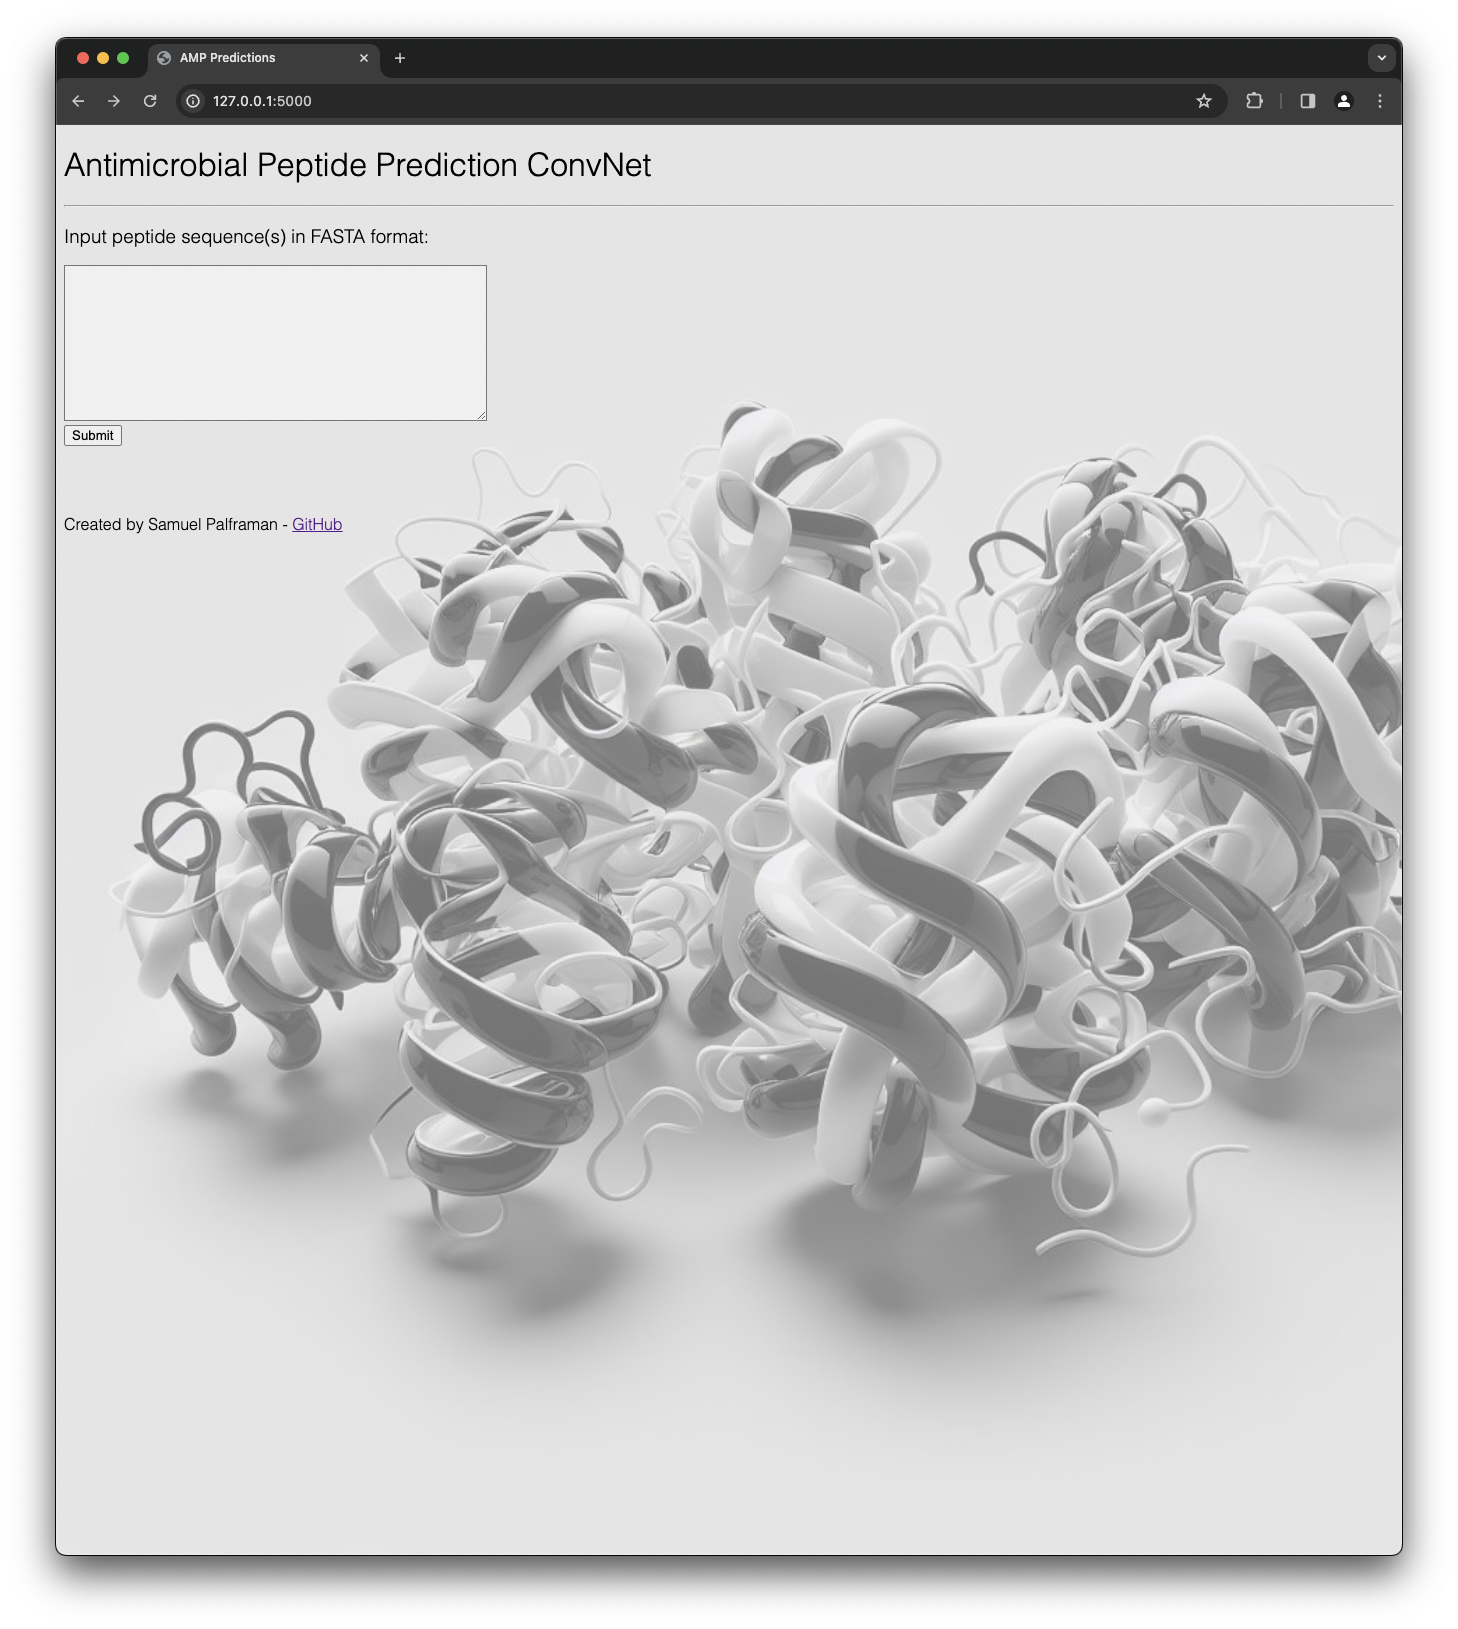 AMP Predictions
127.0.0.1:5000
Antimicrobial Peptide Prediction ConvNet
Input peptide sequence(s) in FASTA format:
Submit
Created by Samuel Palframan - GitHub